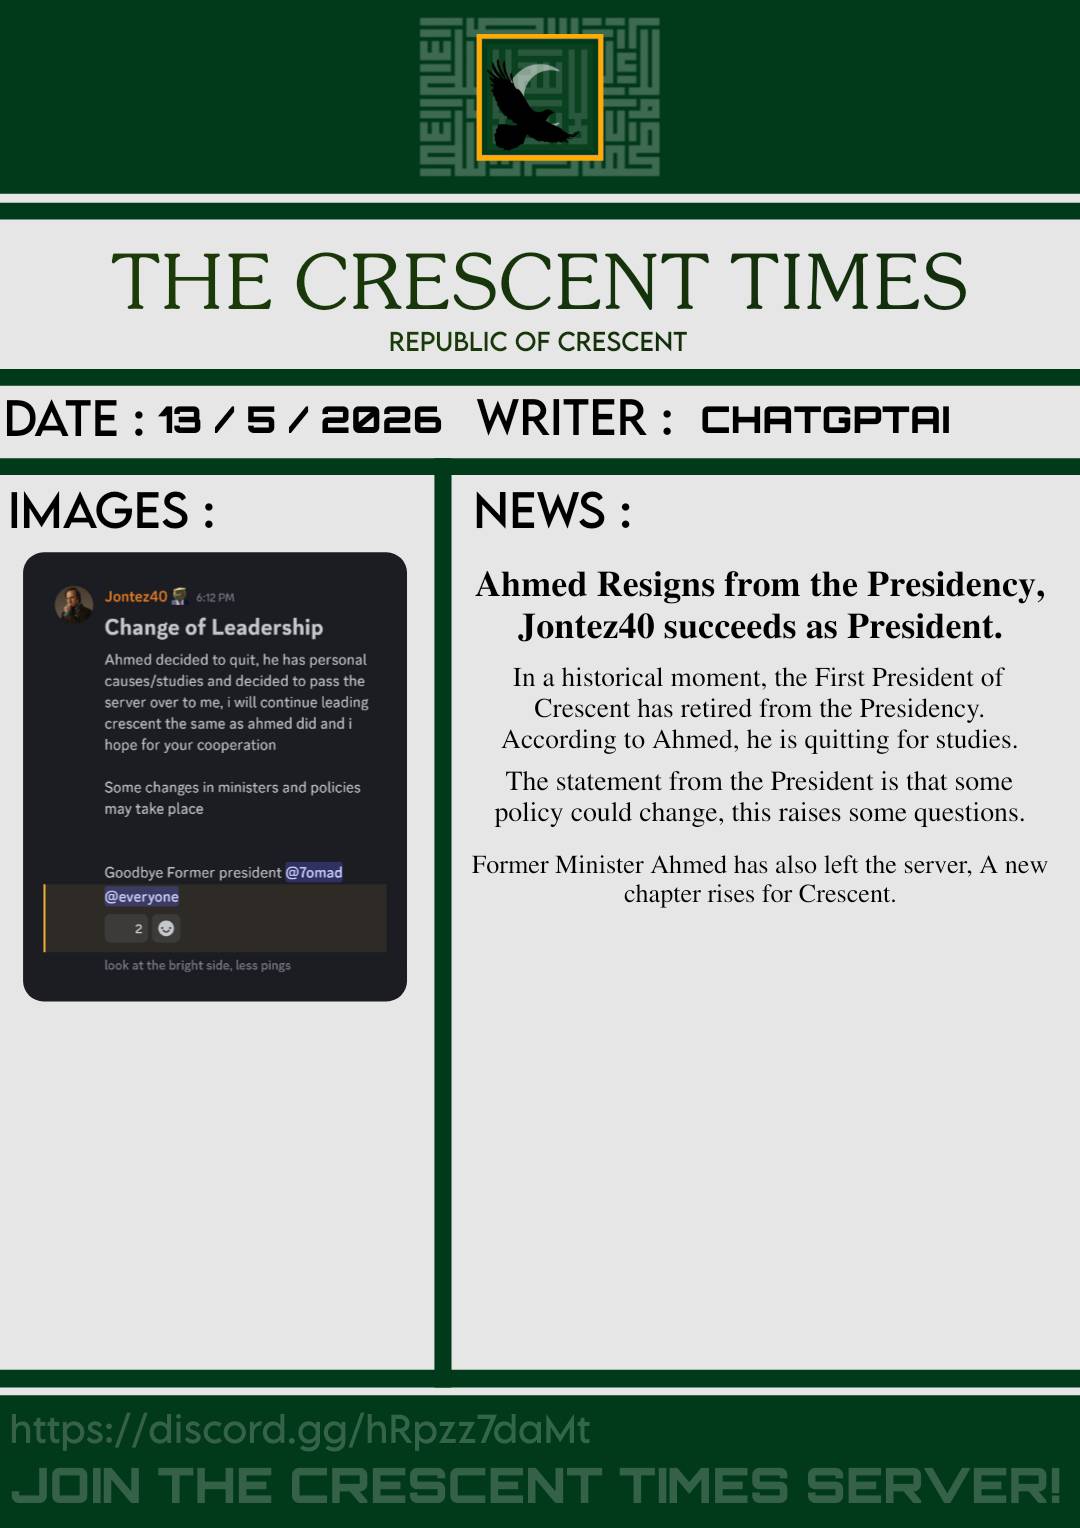 THE CRESCENT TIMES
REPUBLIC OF CRESCENT
DATE : 13 / 5 / 2026 WRITER : CHATGPTAI
IMAGES :
Jontez40 6:12 PM
Change of Leadership
Ahmed decided to quit, he has personal
causes/studies and decided to pass the
server over to me, i will continue leading
crescent the same as ahmed did and i
hope for your cooperation
Some changes in ministers and policies
may take place
Goodbye Former president @7omad
@everyone
2
look at the bright side, less pings
NEWS :
Ahmed Resigns from the Presidency,
Jontez40 succeeds as President.
In a historical moment, the First President of
Crescent has retired from the Presidency.
According to Ahmed, he is quitting for studies.
The statement from the President is that some
policy could change, this raises some questions.
Former Minister Ahmed has also left the server, A new
chapter rises for Crescent.
https://discord.gg/hRpzz7daMt
JOIN THE CRESCENT TIMES SERVER!